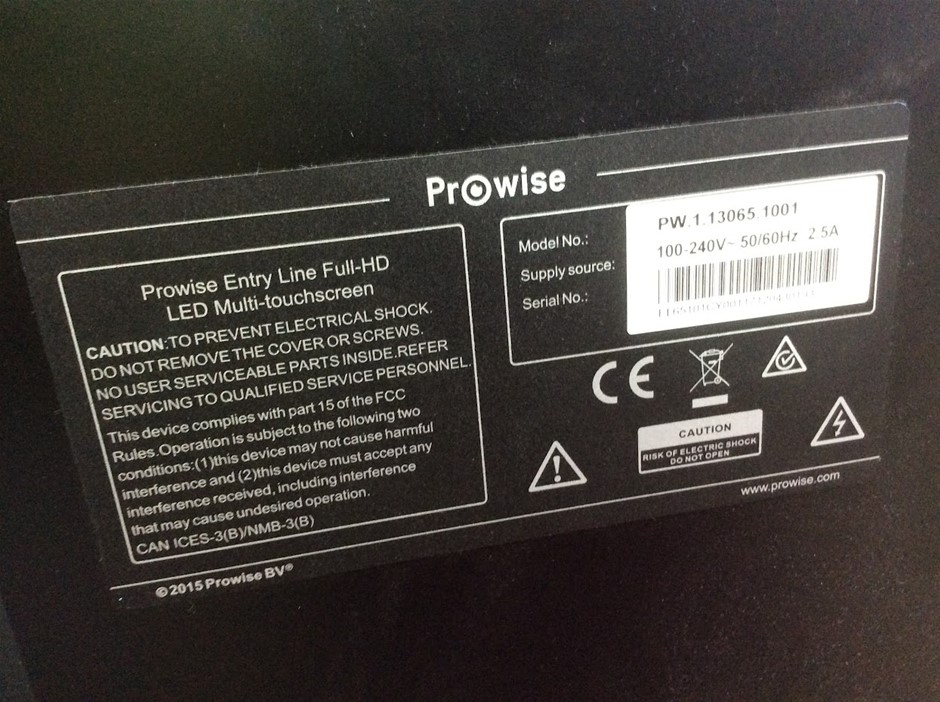 Prowise
Prowise Entry Line Full-HD
LED Multi-touchscreen
CAUTION:TO PREVENT ELECTRICAL SHOCK.
DO NOT REMOVE THE COVER OR SCREWS.
NO USER SERVICEABLE PARTS INSIDE.REFER
SERVICING TO QUALIFIED SERVICE PERSONNEL.
This device complies with part 15 of the FCC
Rules.Operation is subject to the following two
conditions:(1)this device may not cause harmful
interference and (2)this device must accept any
interference received, including interference
that may cause undesired operation.
CAN ICES-3(B)/NMB-3(B)
Model No.: PW.1.13065.1001
Supply source: 100-240V~ 50/60Hz 2.5A
Serial No.:
CE
CAUTION
RISK OF ELECTRIC SHOCK
DO NOT OPEN
www.prowise.com
©2015 Prowise BV®